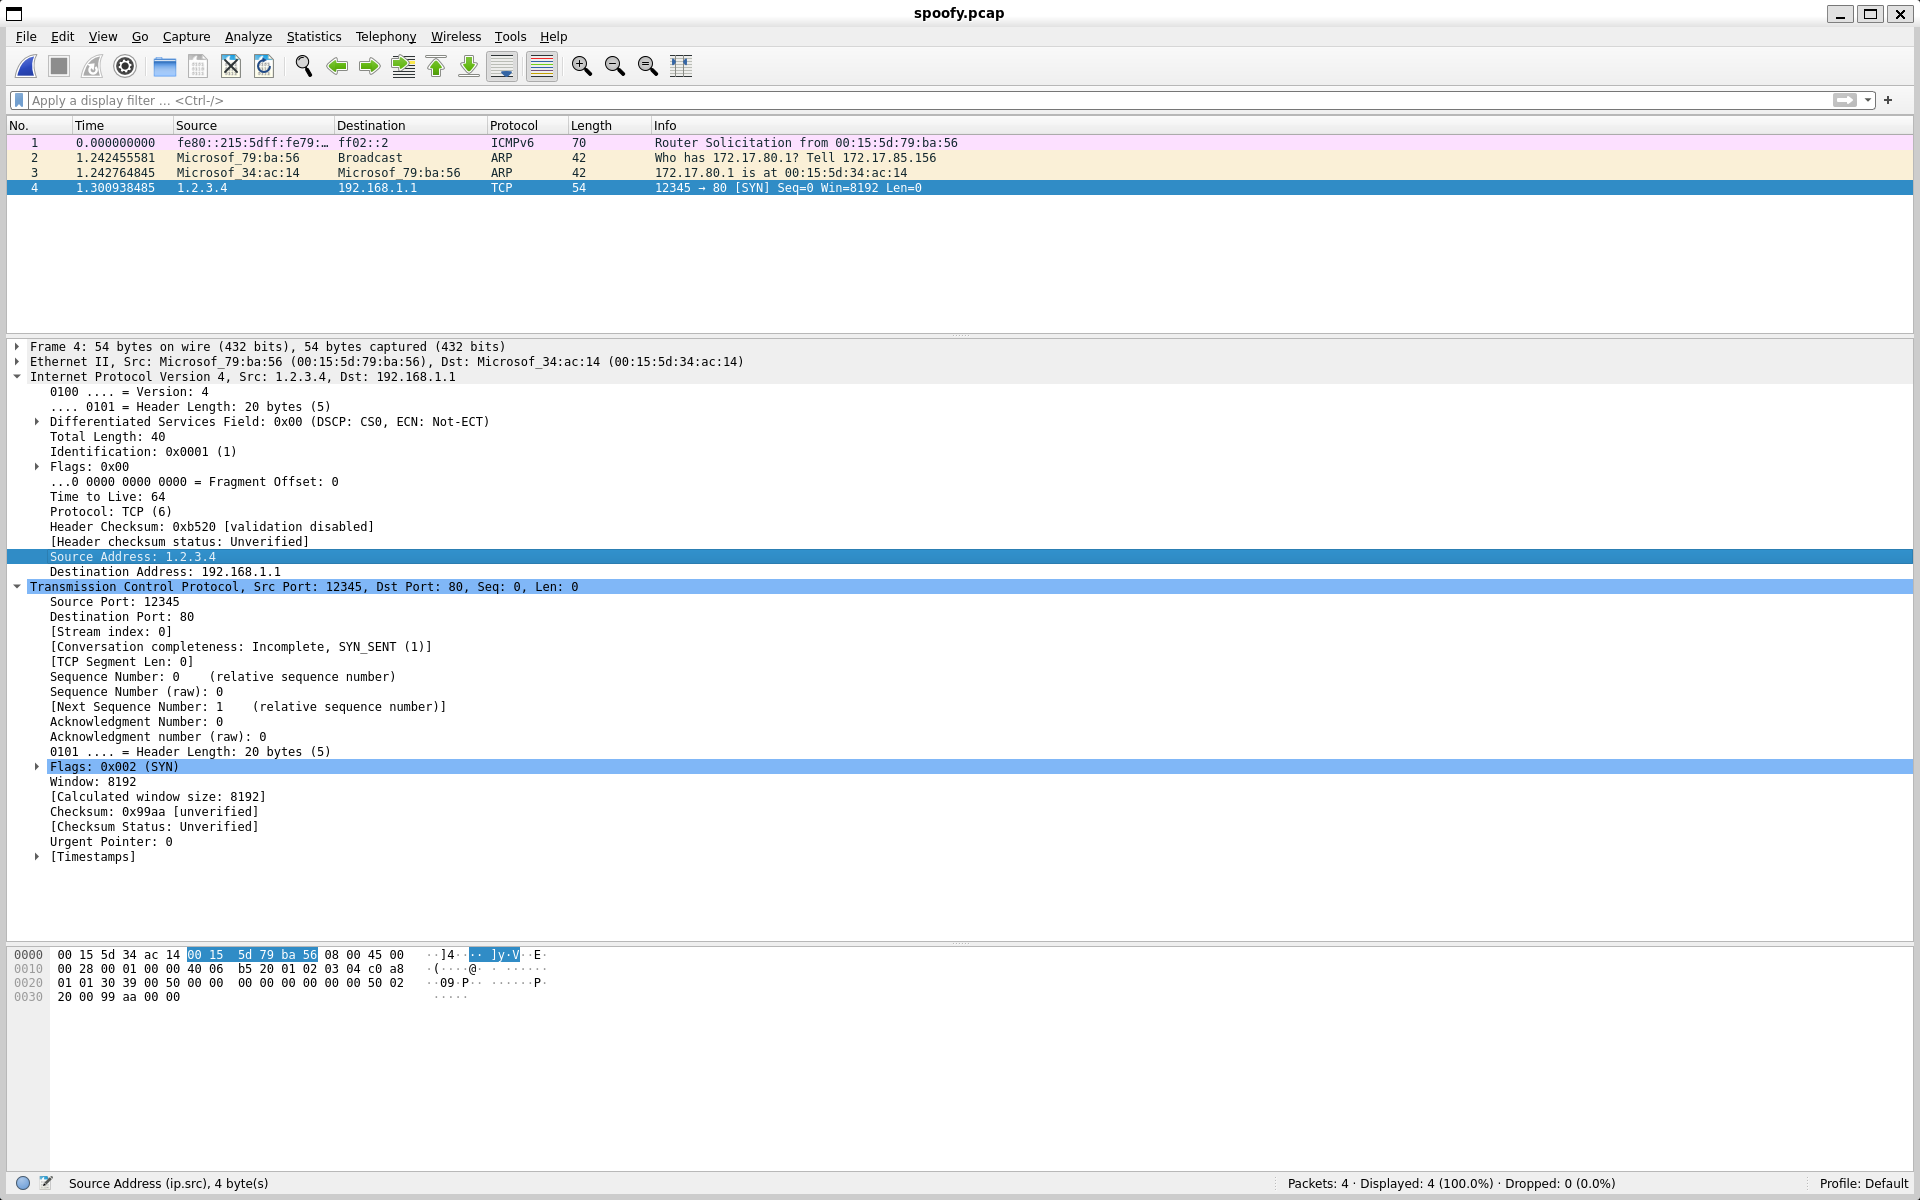 spoofy.pcap
File Edit View Go Capture Analyze Statistics Telephony Wireless Tools Help
Apply a display filter … <Ctrl-/>
No. Time Source Destination Protocol Length Info
1 0.000000000 fe80::215:5dff:fe79:… ff02::2 ICMPv6 70 Router Solicitation from 00:15:5d:79:ba:56
2 1.242455581 Microsof_79:ba:56 Broadcast ARP 42 Who has 172.17.80.1? Tell 172.17.85.156
3 1.242764845 Microsof_34:ac:14 Microsof_79:ba:56 ARP 42 172.17.80.1 is at 00:15:5d:34:ac:14
4 1.300938485 1.2.3.4 192.168.1.1 TCP 54 12345 → 80 [SYN] Seq=0 Win=8192 Len=0
Frame 4: 54 bytes on wire (432 bits), 54 bytes captured (432 bits)
Ethernet II, Src: Microsof_79:ba:56 (00:15:5d:79:ba:56), Dst: Microsof_34:ac:14 (00:15:5d:34:ac:14)
Internet Protocol Version 4, Src: 1.2.3.4, Dst: 192.168.1.1
0100 .... = Version: 4
.... 0101 = Header Length: 20 bytes (5)
Differentiated Services Field: 0x00 (DSCP: CS0, ECN: Not-ECT)
Total Length: 40
Identification: 0x0001 (1)
Flags: 0x00
...0 0000 0000 0000 = Fragment Offset: 0
Time to Live: 64
Protocol: TCP (6)
Header Checksum: 0xb520 [validation disabled]
[Header checksum status: Unverified]
Source Address: 1.2.3.4
Destination Address: 192.168.1.1
Transmission Control Protocol, Src Port: 12345, Dst Port: 80, Seq: 0, Len: 0
Source Port: 12345
Destination Port: 80
[Stream index: 0]
[Conversation completeness: Incomplete, SYN_SENT (1)]
[TCP Segment Len: 0]
Sequence Number: 0    (relative sequence number)
Sequence Number (raw): 0
[Next Sequence Number: 1    (relative sequence number)]
Acknowledgment Number: 0
Acknowledgment number (raw): 0
0101 .... = Header Length: 20 bytes (5)
Flags: 0x002 (SYN)
Window: 8192
[Calculated window size: 8192]
Checksum: 0x99aa [unverified]
[Checksum Status: Unverified]
Urgent Pointer: 0
[Timestamps]
0000 00 15 5d 34 ac 14 00 15 5d 79 ba 56 08 00 45 00 ··]4···· ]y·V··E·
0010 00 28 00 01 00 00 40 06 b5 20 01 02 03 04 c0 a8 ·(····@· · ······
0020 01 01 30 39 00 50 00 00 00 00 00 00 00 00 50 02 ··09·P·· ······P·
0030 20 00 99 aa 00 00  ·····
Source Address (ip.src), 4 byte(s) Packets: 4 · Displayed: 4 (100.0%) · Dropped: 0 (0.0%) Profile: Default